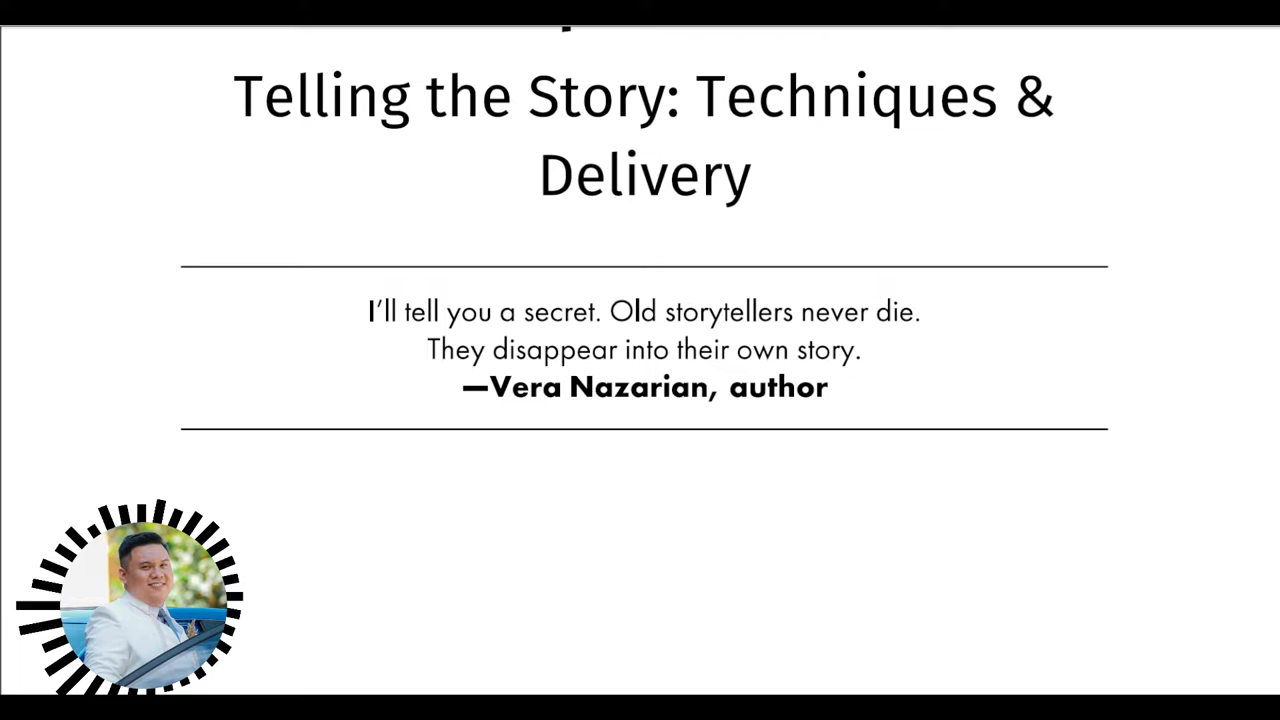 Telling the Story: Techniques &
Delivery
I’ll tell you a secret. Old storytellers never die.
They disappear into their own story.
—Vera Nazarian, author